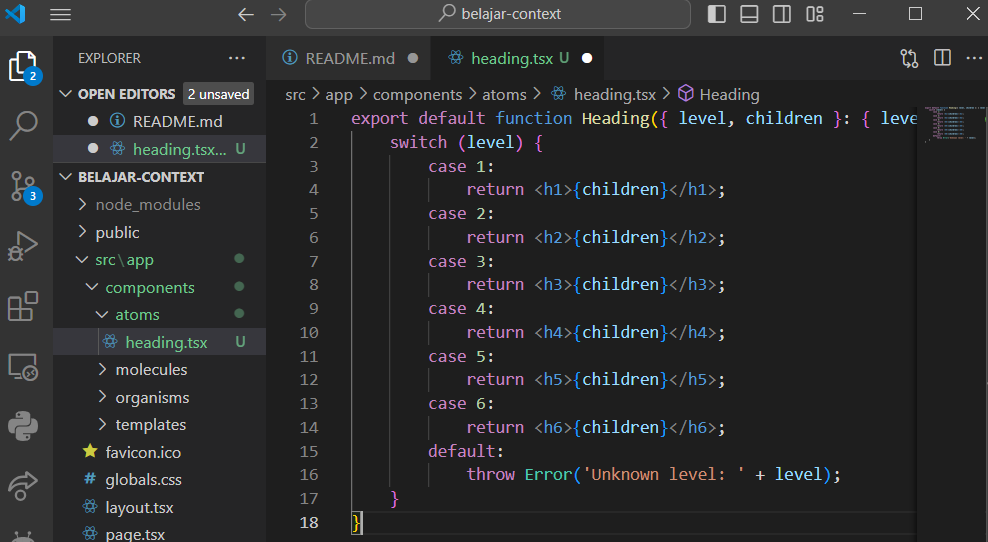 belajar-context
EXPLORER
README.md
heading.tsx U
OPEN EDITORS 2 unsaved
README.md
heading.tsx... U
BELAJAR-CONTEXT
node_modules
public
src\app
components
atoms
heading.tsx U
molecules
organisms
templates
favicon.ico
# globals.css
layout.tsx
page.tsx
2
3
src > app > components > atoms > heading.tsx > Heading
1 export default function Heading({ level, children }: { leve
2 switch (level) {
3 case 1:
4 return <h1>{children}</h1>;
5 case 2:
6 return <h2>{children}</h2>;
7 case 3:
8 return <h3>{children}</h3>;
9 case 4:
10 return <h4>{children}</h4>;
11 case 5:
12 return <h5>{children}</h5>;
13 case 6:
14 return <h6>{children}</h6>;
15 default:
16 throw Error('Unknown level: ' + level);
17 }
18 }